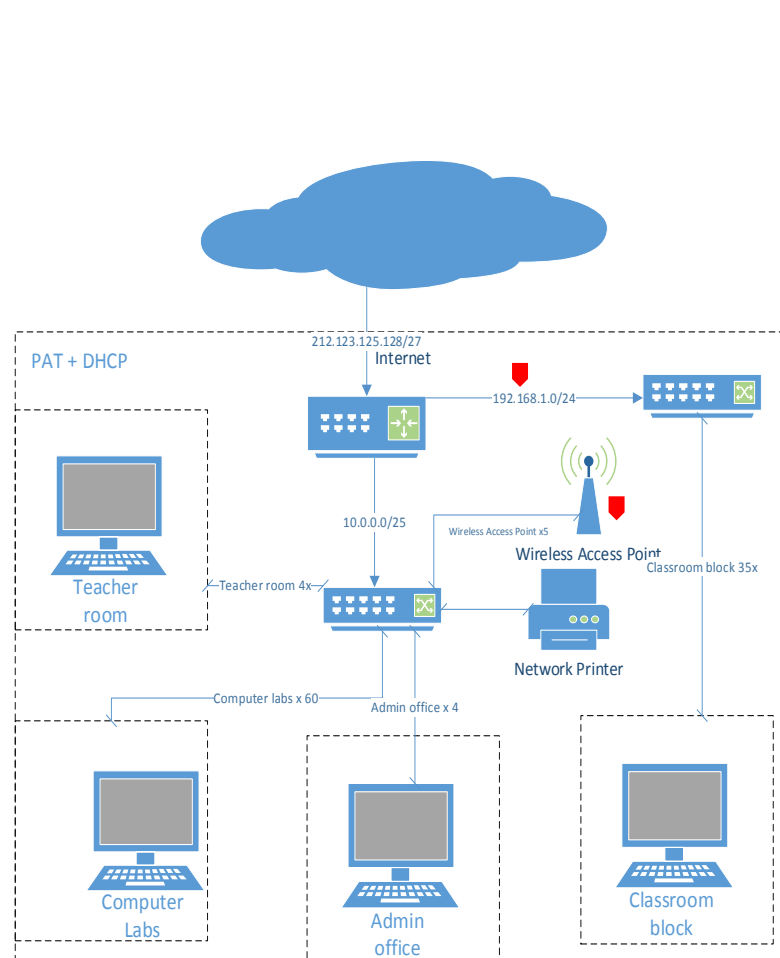 212.123.125.128/27
Internet
PAT + DHCP
192.168.1.0/24
10.0.0.0/25
Wireless Access Point x5
Wireless Access Point
Classroom block 35x
Teacher room 4x
Teacher
room
Network Printer
Computer labs x 60
Admin office x 4
Computer
Labs
Admin
office
Classroom
block